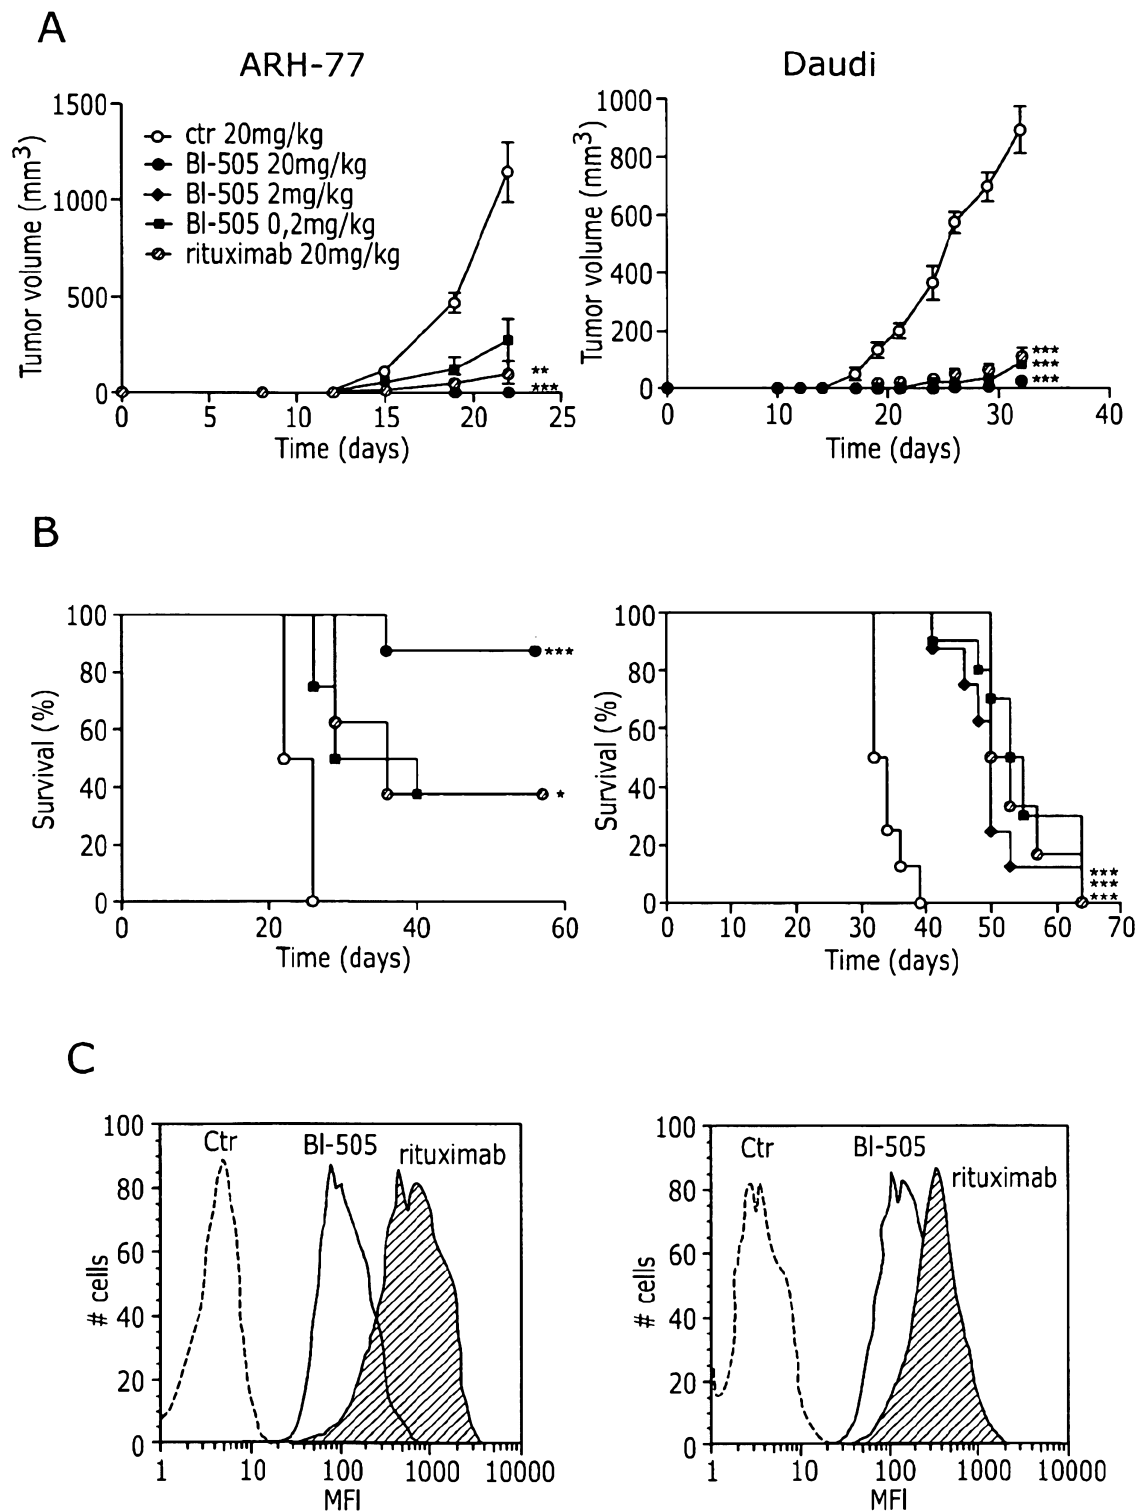 A
ARH-77
Daudi
Tumor volume (mm3)
1500
1000
500
0
ctr 20mg/kg
BI-505 20mg/kg
BI-505 2mg/kg
BI-505 0,2mg/kg
rituximab 20mg/kg
**
***
0 5 10 15 20 25
Time (days)
Tumor volume (mm3)
1000
800
600
400
200
0
***
***
***
0 10 20 30 40
Time (days)
B
Survival (%)
100
80
60
40
20
0
***
*
0 20 40 60
Time (days)
Survival (%)
100
80
60
40
20
0
***
***
***
0 10 20 30 40 50 60 70
Time (days)
C
# cells
100
80
60
40
20
0
Ctr
BI-505
rituximab
1 10 100 1000 10000
MFI
# cells
100
80
60
40
20
0
Ctr
BI-505
rituximab
1 10 100 1000 10000
MFI